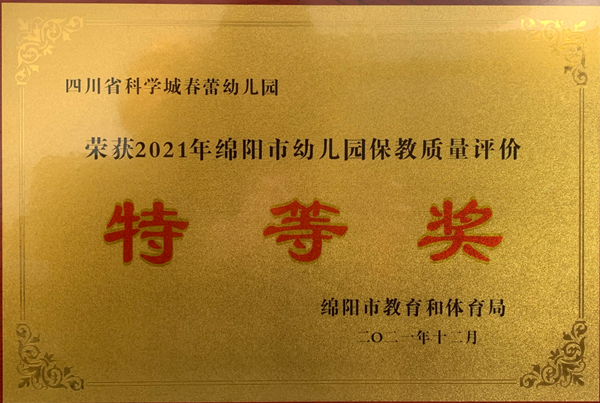 四川省科学城春蕾幼儿园
荣获2021年绵阳市幼儿园保教质量评价
特等奖
绵阳市教育和体育局
二〇二一年十二月